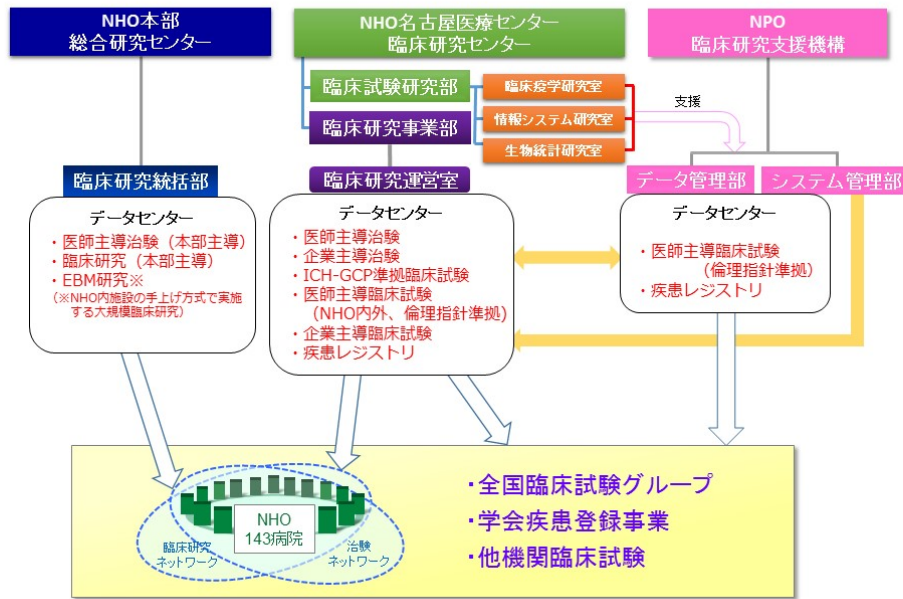 NHO本部
総合研究センター
NHO名古屋医療センター
臨床研究センター
NPO
臨床研究支援機構
臨床試験研究部
臨床研究事業部
臨床疫学研究室
情報システム研究室
生物統計研究室
支援
臨床研究統括部
臨床研究運営室
データ管理部
システム管理部
データセンター
・医師主導治験（本部主導）
・臨床研究（本部主導）
・EBM研究※
（※NHO内施設の手上げ方式で実施
する大規模臨床研究）
データセンター
・医師主導治験
・企業主導治験
・ICH-GCP準拠臨床試験
・医師主導臨床試験
（NHO内外、倫理指針準拠）
・企業主導臨床試験
・疾患レジストリ
データセンター
・医師主導臨床試験
（倫理指針準拠）
・疾患レジストリ
NHO
143病院
臨床研究
ネットワーク
治験
ネットワーク
・全国臨床試験グループ
・学会疾患登録事業
・他機関臨床試験